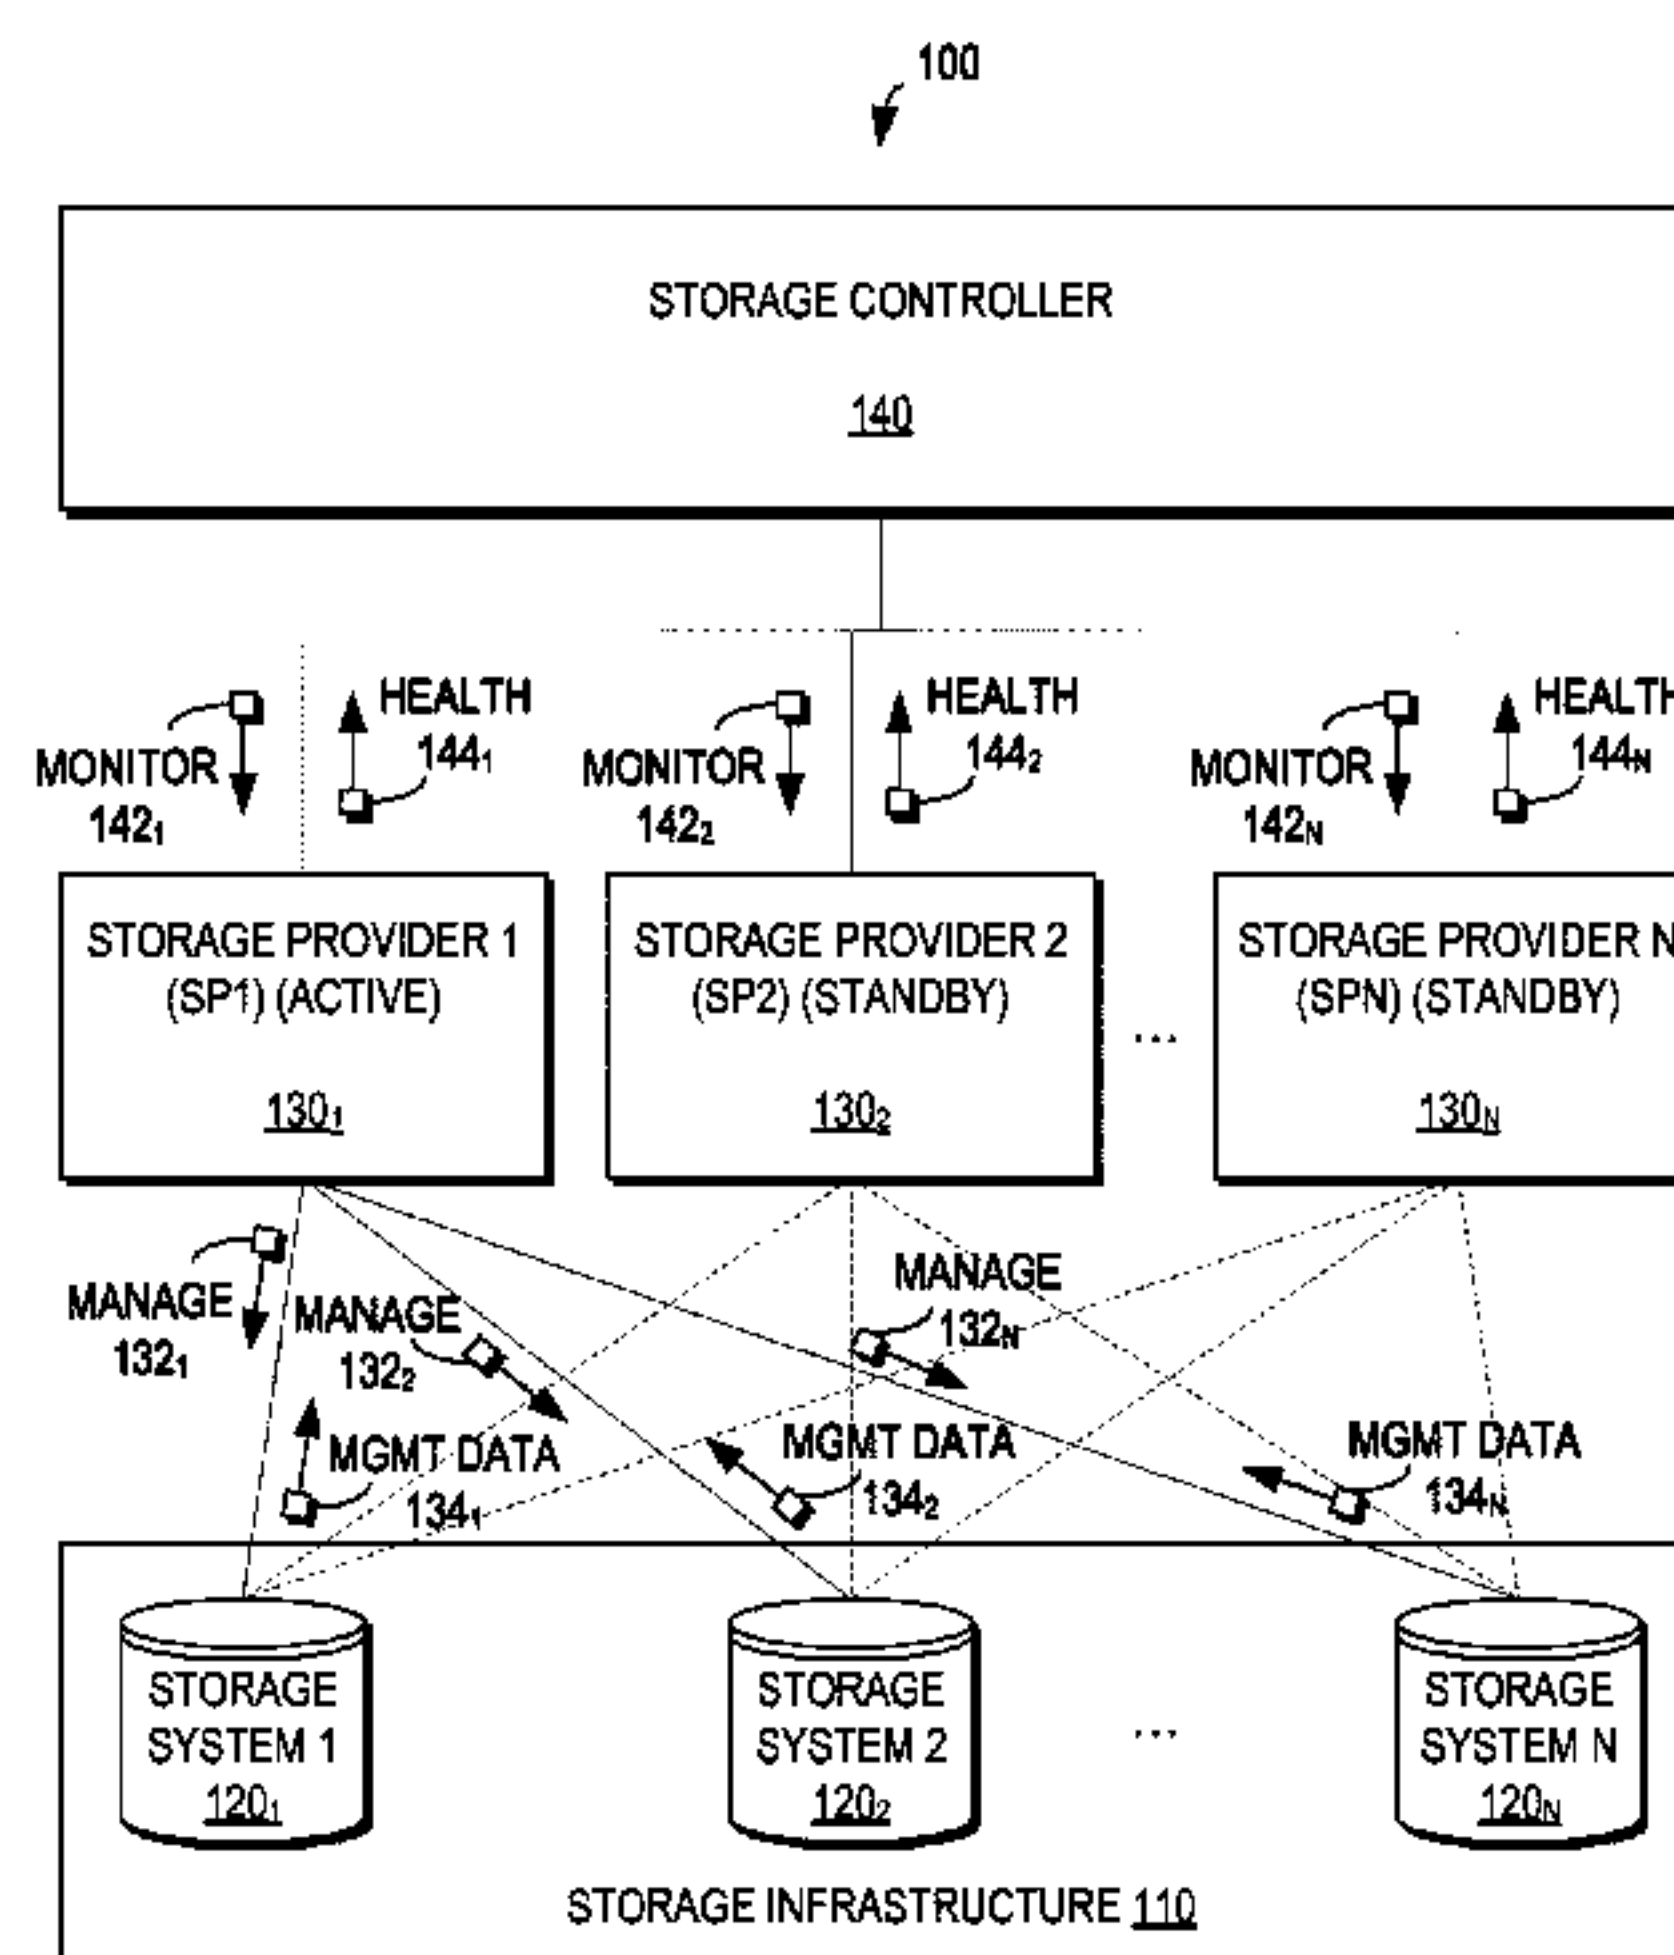 100
STORAGE CONTROLLER
140
HEALTH
144₁
MONITOR
142₁
HEALTH
144₂
MONITOR
142₂
HEALTH
144N
MONITOR
142N
STORAGE PROVIDER 1
(SP1) (ACTIVE)
130₁
STORAGE PROVIDER 2
(SP2) (STANDBY)
130₂
...
STORAGE PROVIDER N
(SPN) (STANDBY)
130N
MANAGE
132₁
MANAGE
132₂
MANAGE
132N
MGMT DATA
134₁
MGMT DATA
134₂
MGMT DATA
134N
STORAGE
SYSTEM 1
120₁
STORAGE
SYSTEM 2
120₂
...
STORAGE
SYSTEM N
120N
STORAGE INFRASTRUCTURE 110